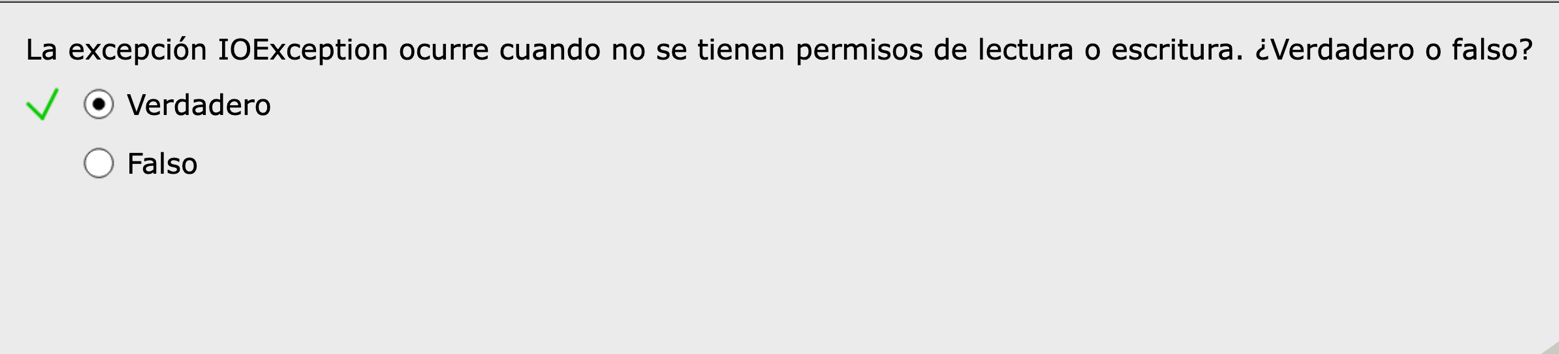 La excepción IOException ocurre cuando no se tienen permisos de lectura o escritura. ¿Verdadero o falso?
Verdadero
Falso